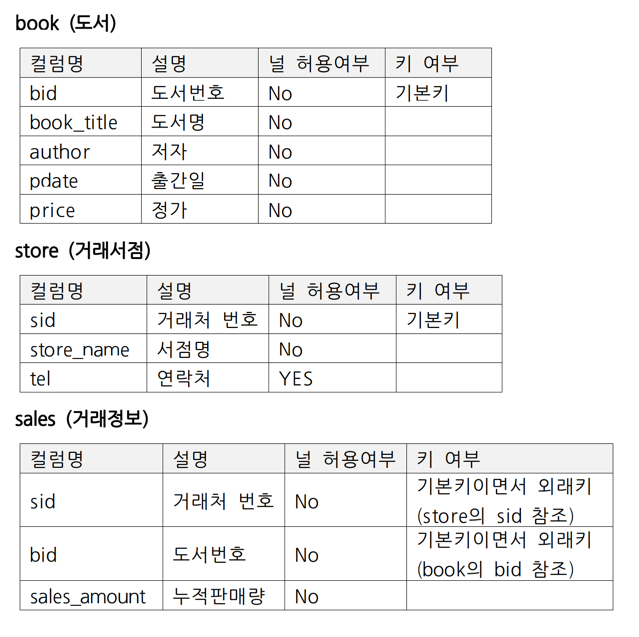 book (도서)
컬럼명 설명 널 허용여부 키 여부
bid 도서번호 No 기본키
book_title 도서명 No
author 저자 No
pdate 출간일 No
price 정가 No
store (거래서점)
컬럼명 설명 널 허용여부 키 여부
sid 거래처 번호 No 기본키
store_name 서점명 No
tel 연락처 YES
sales (거래정보)
컬럼명 설명 널 허용여부 키 여부
sid 거래처 번호 No 기본키이면서 외래키
(store의 sid 참조)
bid 도서번호 No 기본키이면서 외래키
(book의 bid 참조)
sales_amount 누적판매량 No